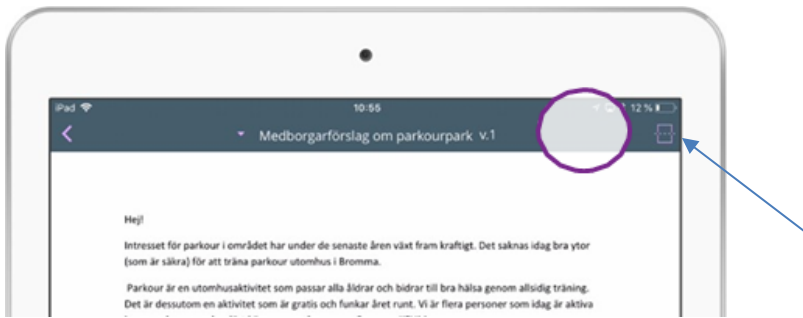 iPad
10:55
12 %
Medborgarförslag om parkourpark v.1
Hej!
Intresset för parkour i området har under de senaste åren växt fram kraftigt. Det saknas idag bra ytor
(som är säkra) för att träna parkour utomhus i Bromma.
Parkour är en utomhusaktivitet som passar alla åldrar och bidrar till bra hälsa genom allsidig träning.
Det är dessutom en aktivitet som är gratis och funkar året runt. Vi är flera personer som idag är aktiva